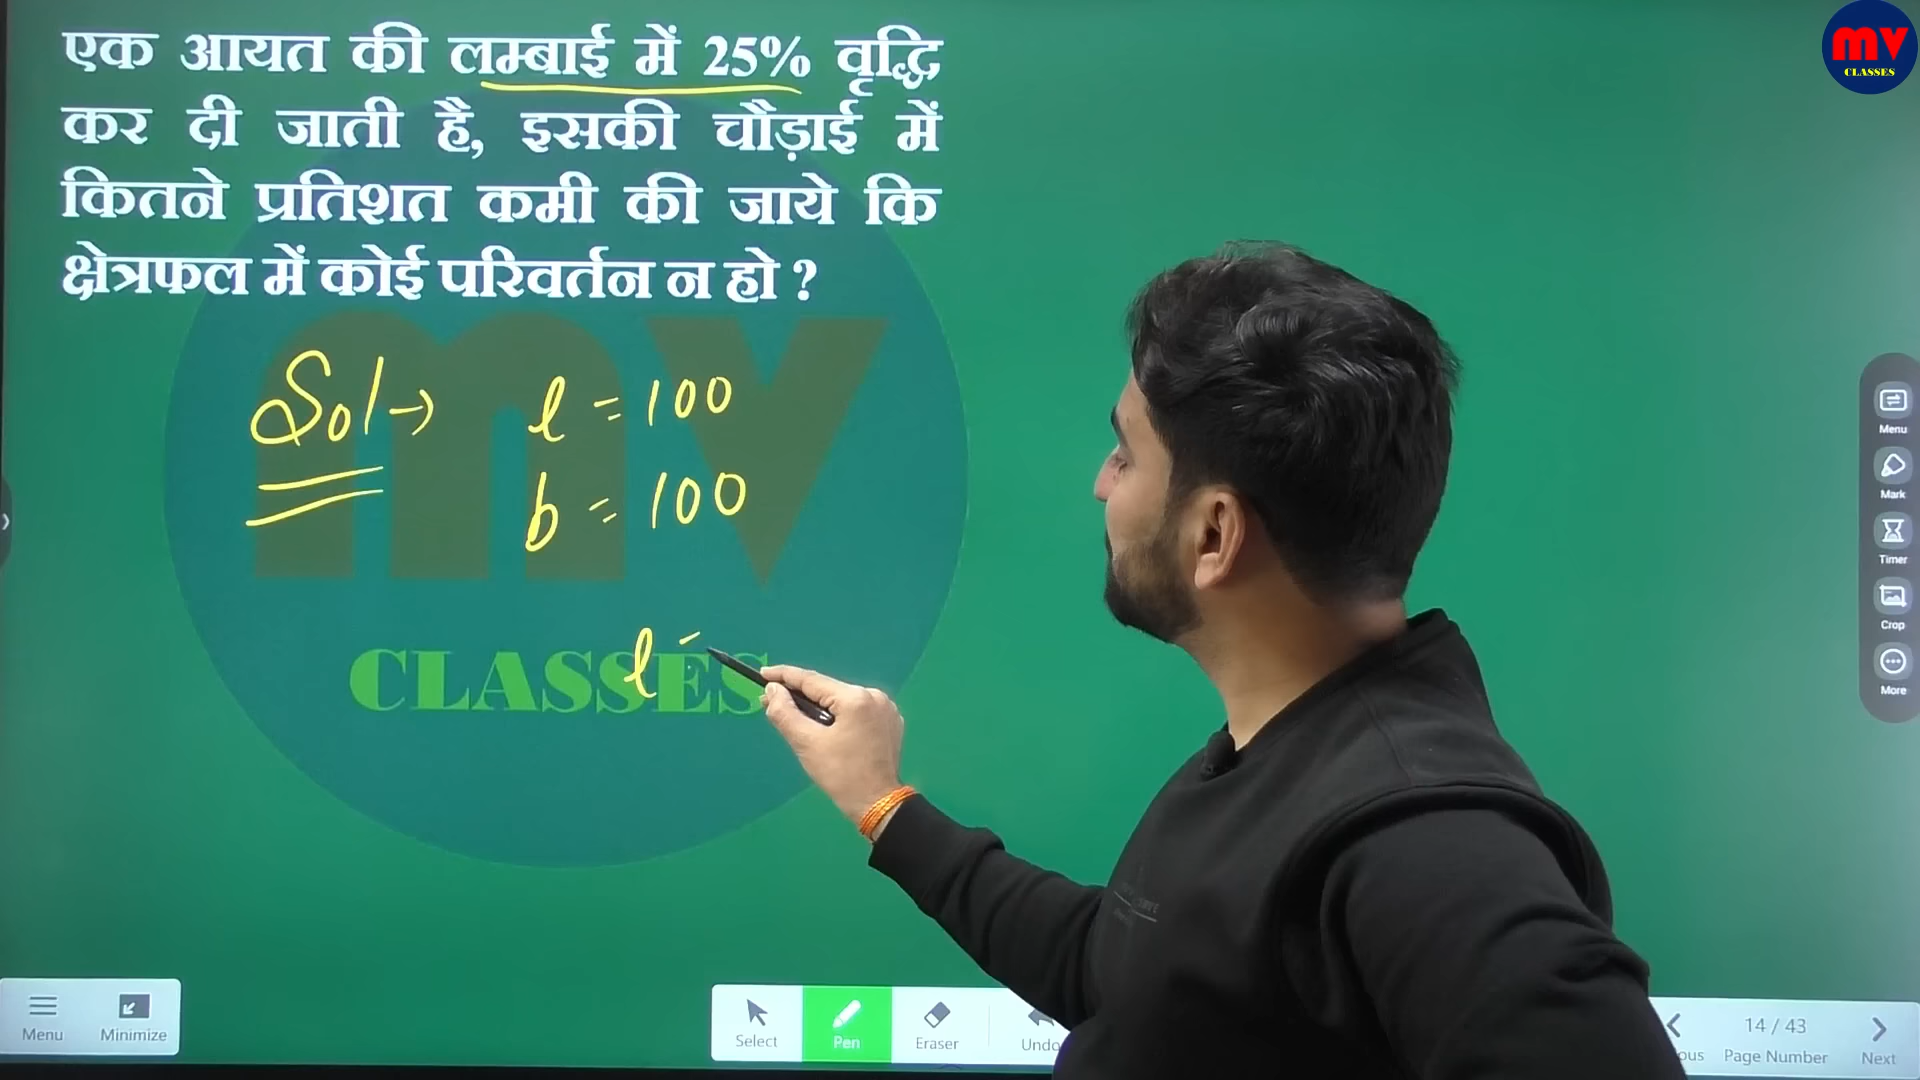 mv
CLASSES
एक आयत की लम्बाई में 25% वृद्धि
कर दी जाती है, इसकी चौड़ाई में
कितने प्रतिशत कमी की जाये कि
क्षेत्रफल में कोई परिवर्तन न हो ?
Sol → l = 100
b = 100
mv
l =
CLASSES
Menu
Mark
Timer
Crop
More
Menu
Minimize
Select
Pen
Eraser
Undo
14 / 43
Page Number
Next